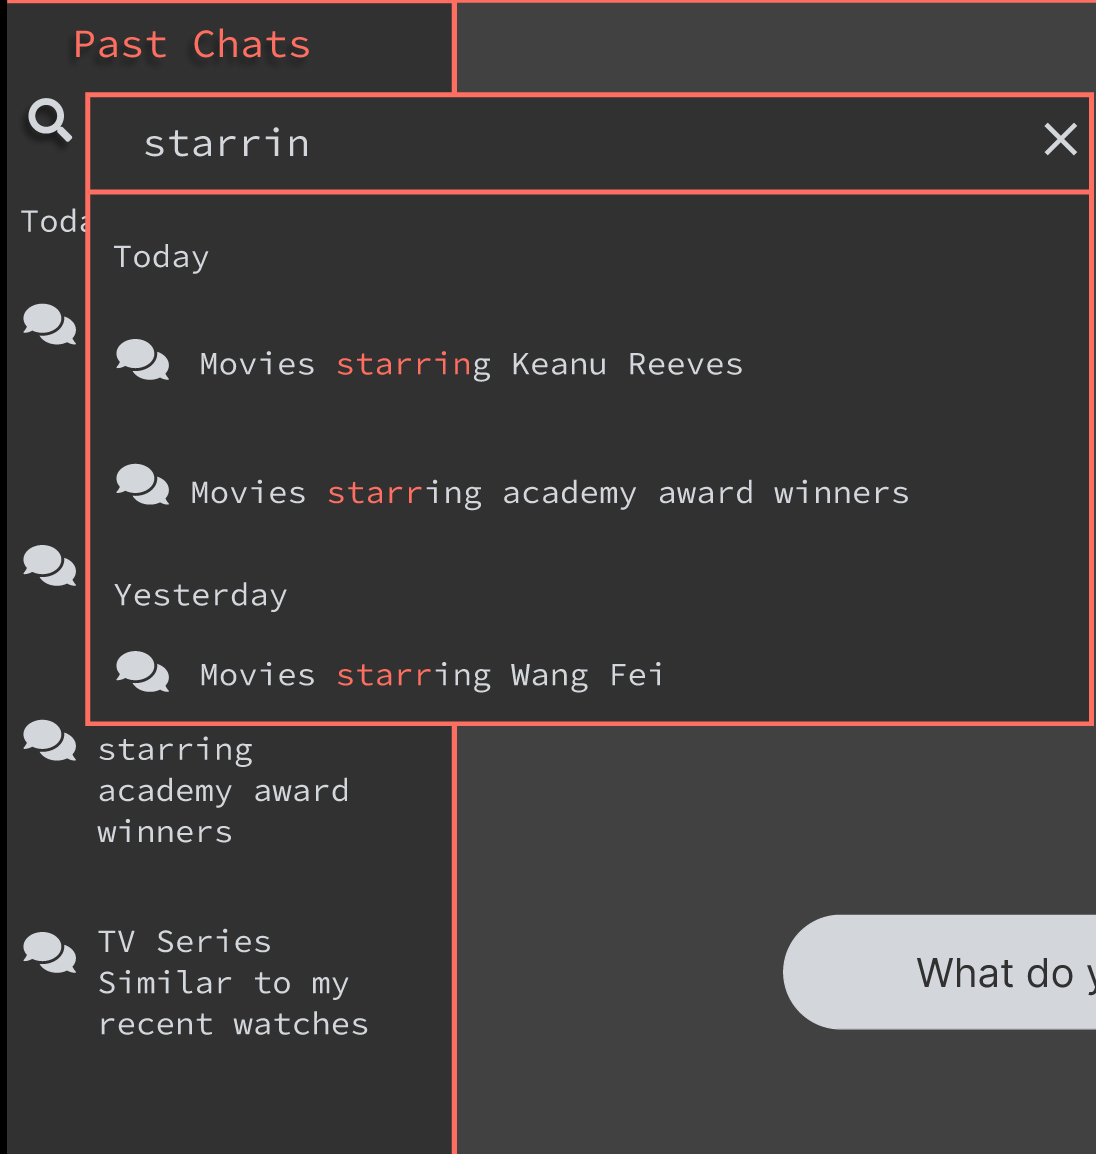 Past Chats
starrin
Toda
Today
Movies starring Keanu Reeves
Movies starring academy award winners
Yesterday
Movies starring Wang Fei
starring
academy award
winners
TV Series
Similar to my
recent watches
What do y